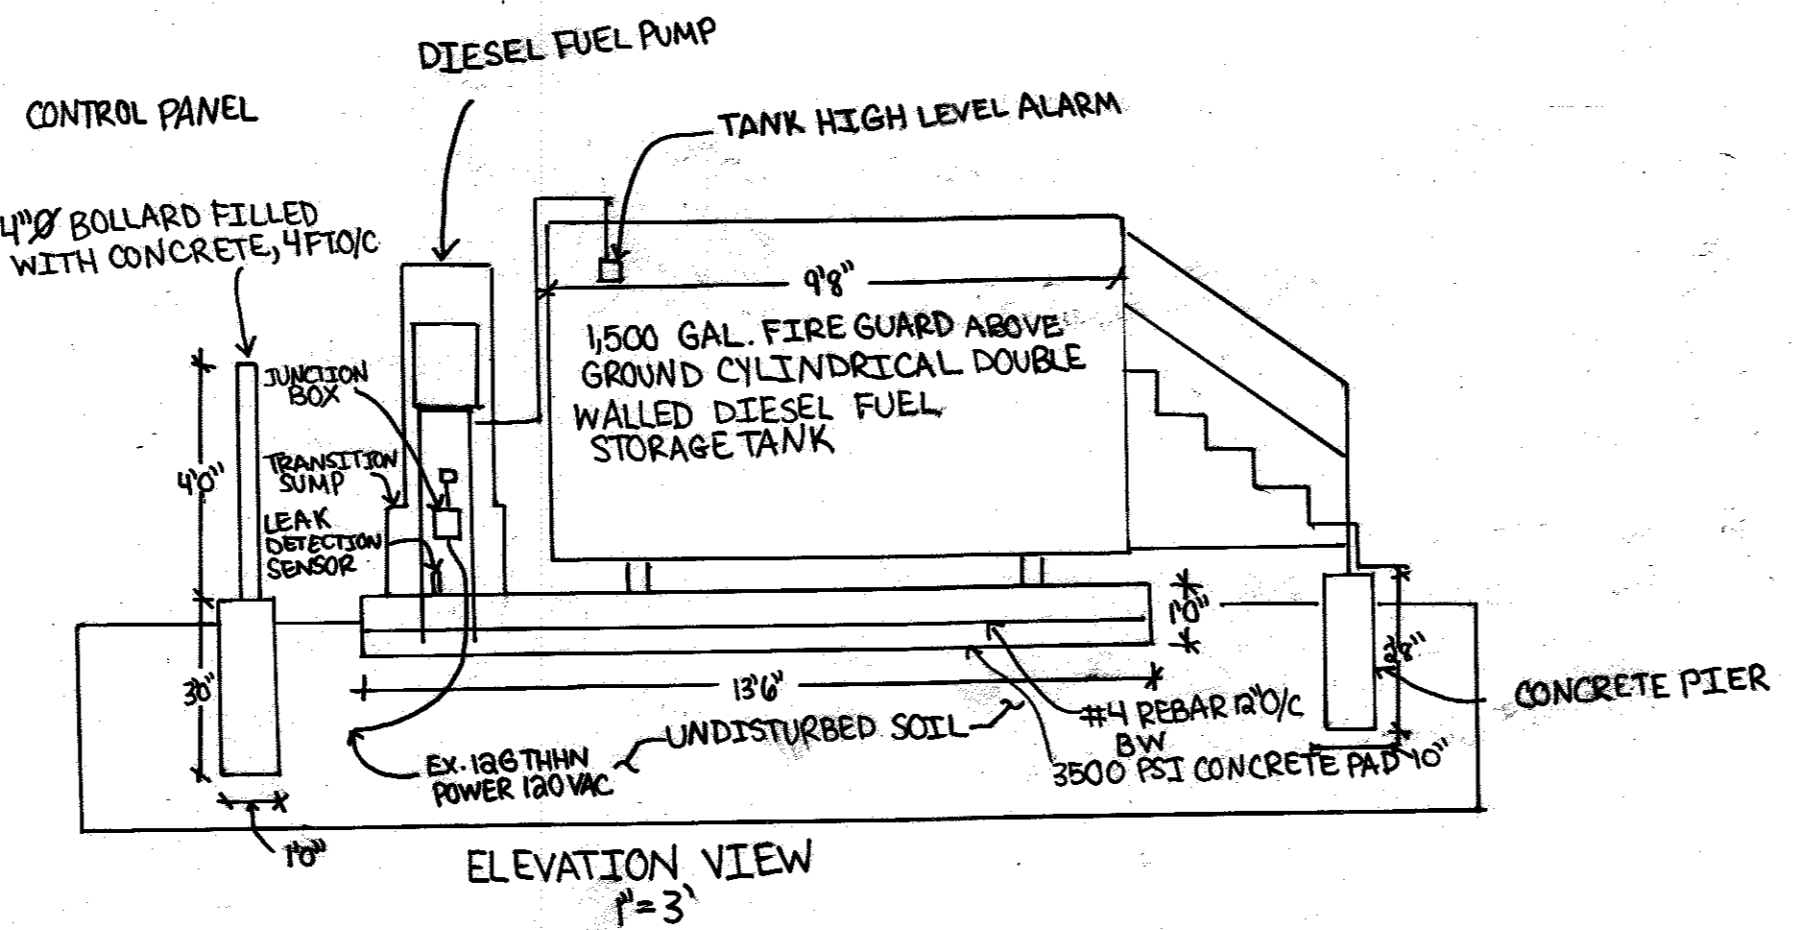 DIESEL FUEL PUMP
CONTROL PANEL
TANK HIGH LEVEL ALARM
4"Ø BOLLARD FILLED
WITH CONCRETE, 4FT.O/C
9'8"
1,500 GAL. FIRE GUARD ABOVE
GROUND CYLINDRICAL DOUBLE
WALLED DIESEL FUEL
STORAGE TANK
JUNCTION
BOX
TRANSITION
SUMP
4'0"
LEAK
DETECTION
SENSOR
1'0"
2'8"
3'0"
13'6"
CONCRETE PIER
#4 REBAR 12"O/C
BW
UNDISTURBED SOIL
EX. 12G THHN
POWER 120VAC
3500 PSI CONCRETE PAD
10"
1'0"
ELEVATION VIEW
1"=3'